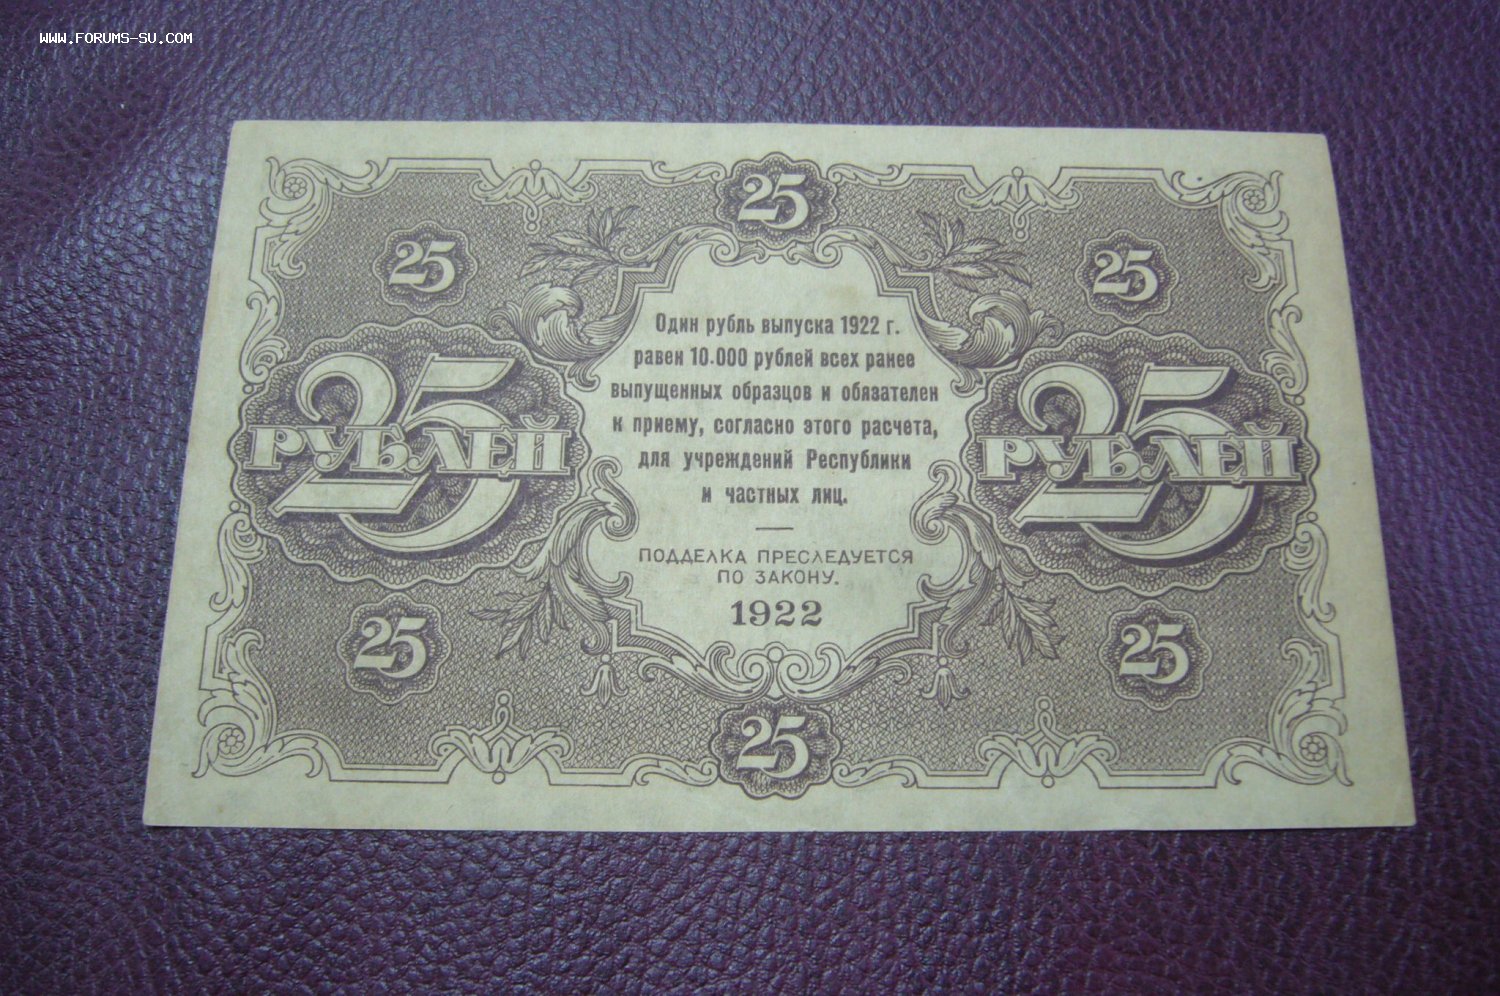 WWW.FORUMS-SU.COM
25
25
25
Один рубль выпуска 1922 г.
равен 10.000 рублей всех ранее
выпущенных образцов и обязателен
к приему, согласно этого расчета,
для учреждений Республики
и частных лиц.
25 РУБЛЕЙ
25 РУБЛЕЙ
ПОДДЕЛКА ПРЕСЛЕДУЕТСЯ
ПО ЗАКОНУ.
1922
25
25
25